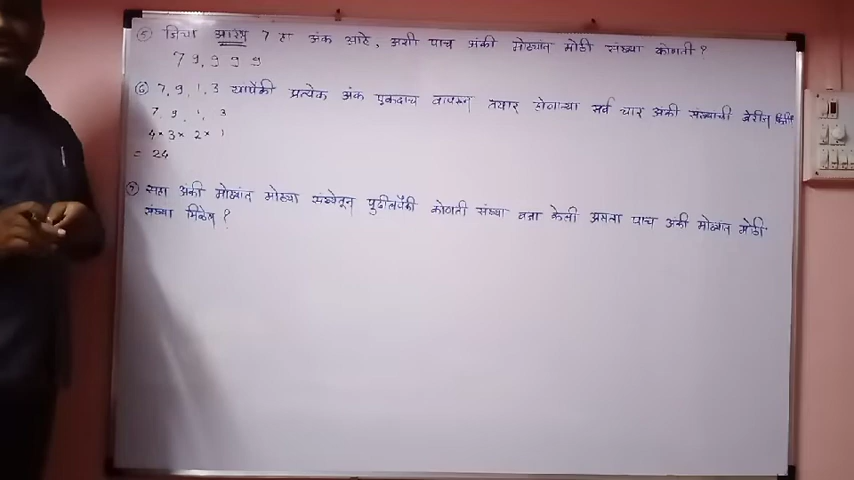 ⑤ जिचा आरंभ 7 हा अंक आहे, अशी पाच अंकी मोठ्यांत मोठी संख्या कोणती?
7 9, 9 9 9
⑥ 7, 9, 1, 3 यापैकी प्रत्येक अंक एकदाच वापरून तयार होणाऱ्या सर्व चार अंकी संख्यांची बेरीज किती
7, 9, 1, 3
4 × 3 × 2 × 1
= 24
⑦ सहा अंकी मोठ्यांत मोठ्या संख्येतून पुढीलपैकी कोणती संख्या वजा केली असता पाच अंकी मोठ्यांत मोठी
संख्या मिळेल?